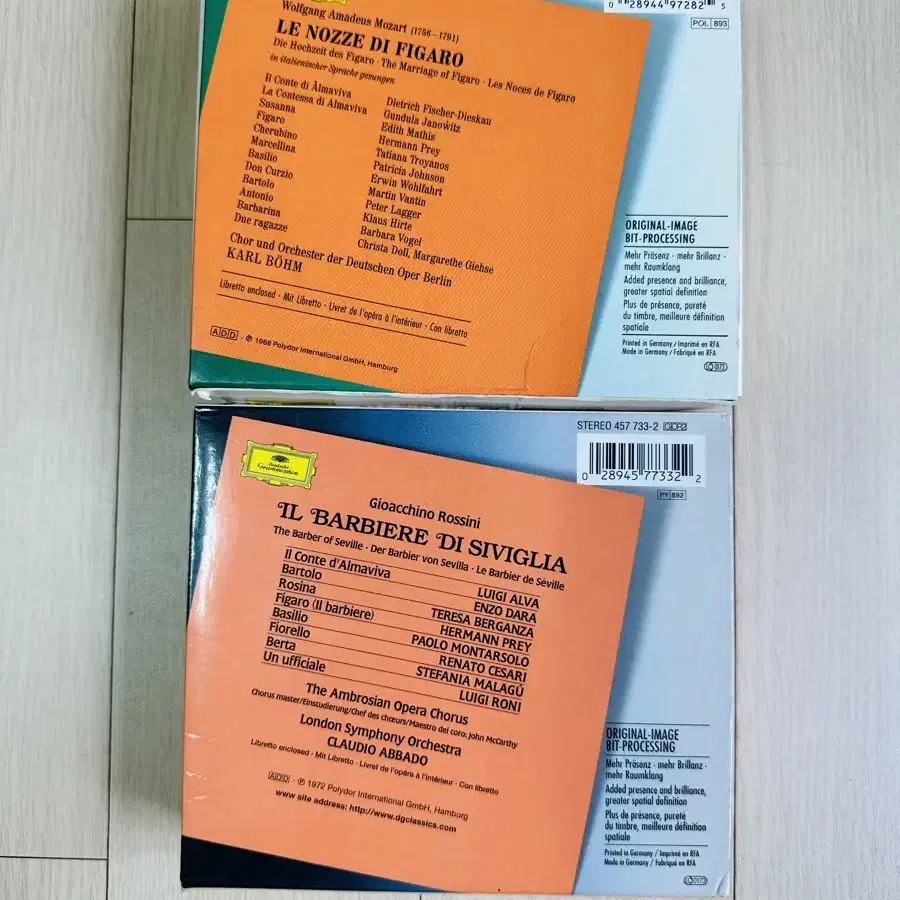 Wolfgang Amadeus Mozart (1756–1791)
LE NOZZE DI FIGARO
Die Hochzeit des Figaro · The Marriage of Figaro · Les Noces de Figaro
in italienischer Sprache gesungen
Il Conte di Almaviva Dietrich Fischer-Dieskau
La Contessa di Almaviva Gundula Janowitz
Susanna Edith Mathis
Figaro Hermann Prey
Cherubino Tatiana Troyanos
Marcellina Patricia Johnson
Basilio Erwin Wohlfahrt
Don Curzio Martin Vantin
Bartolo Peter Lagger
Antonio Klaus Hirte
Barbarina Barbara Vogel
Due ragazze Christa Doll, Margarethe Giehse
Chor und Orchester der Deutschen Oper Berlin
KARL BÖHM
Libretto enclosed · Mit Libretto · Livret de l'opéra à l'intérieur · Con libretto
ADD · ℗ 1968 Polydor International GmbH, Hamburg
28944 97282 5
POL 893
ORIGINAL-IMAGE
BIT-PROCESSING
Mehr Präsenz · mehr Brillanz ·
mehr Raumklang
Added presence and brilliance,
greater spatial definition
Plus de présence, pureté
du timbre, meilleure définition
spatiale
Printed in Germany / Imprimé en RFA
Made in Germany / Fabriqué en RFA
LC 0173
STEREO 457 733-2 GCR2
0 28945 77332 2
PY 892
Deutsche
Grammophon
Gioacchino Rossini
IL BARBIERE DI SIVIGLIA
The Barber of Seville · Der Barbier von Sevilla · Le Barbier de Séville
Il Conte d'Almaviva LUIGI ALVA
Bartolo ENZO DARA
Rosina TERESA BERGANZA
Figaro (Il barbiere) HERMANN PREY
Basilio PAOLO MONTARSOLO
Fiorello RENATO CESARI
Berta STEFANIA MALAGÚ
Un ufficiale LUIGI RONI
The Ambrosian Opera Chorus
Chorus master/Einstudierung/Chef des chœurs/Maestro del coro: John McCarthy
London Symphony Orchestra
CLAUDIO ABBADO
Libretto enclosed · Mit Libretto · Livret de l'opéra à l'intérieur · Con libretto
ADD · ℗ 1972 Polydor International GmbH, Hamburg
www site address: http://www.dgclassics.com
ORIGINAL-IMAGE
BIT-PROCESSING
Mehr Präsenz · mehr Brillanz ·
mehr Raumklang
Added presence and brilliance,
greater spatial definition
Plus de présence, pureté
du timbre, meilleure définition
spatiale
Printed in Germany / Imprimé en RFA
Made in Germany / Fabriqué en RFA
LC 0173